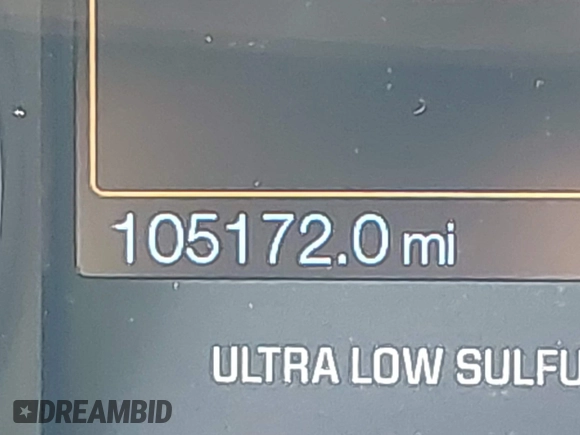 105172.0 mi
ULTRA LOW SULFU
DREAMBID